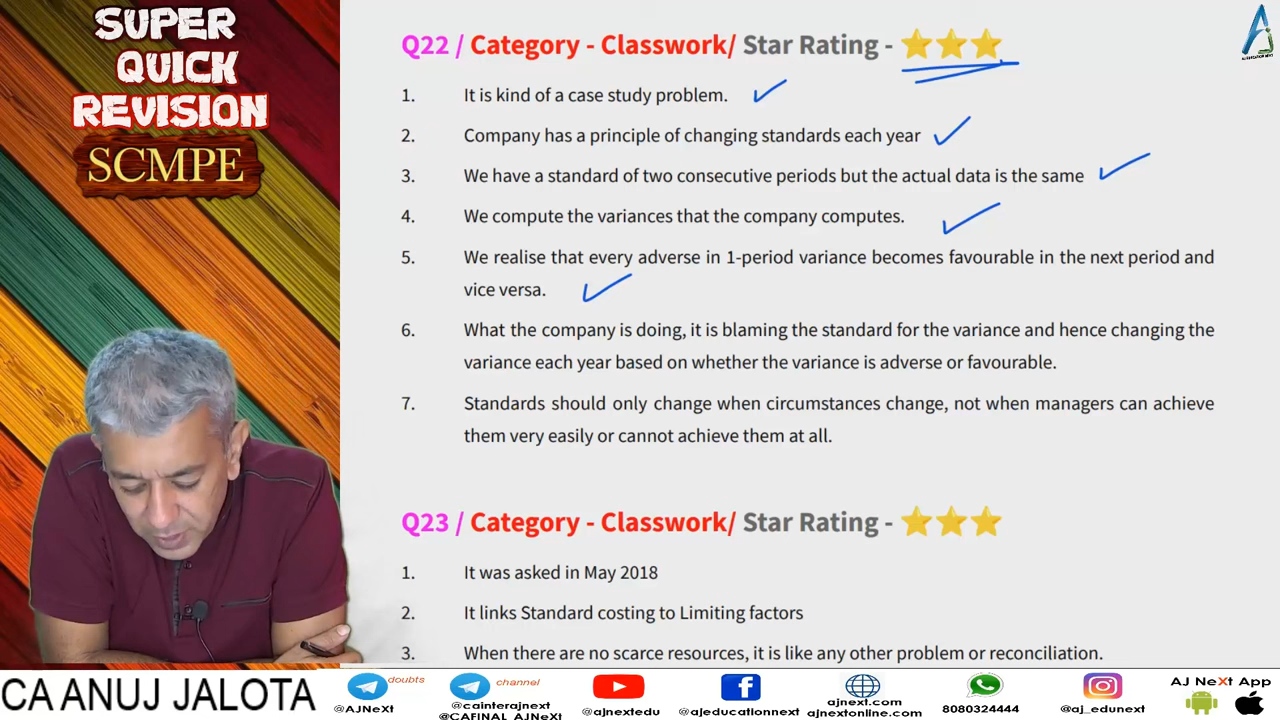 SUPER
QUICK
REVISION
SCMPE
Q22 / Category - Classwork/ Star Rating - ⭐⭐⭐
1. It is kind of a case study problem.
2. Company has a principle of changing standards each year
3. We have a standard of two consecutive periods but the actual data is the same
4. We compute the variances that the company computes.
5. We realise that every adverse in 1-period variance becomes favourable in the next period and
vice versa.
6. What the company is doing, it is blaming the standard for the variance and hence changing the
variance each year based on whether the variance is adverse or favourable.
7. Standards should only change when circumstances change, not when managers can achieve
them very easily or cannot achieve them at all.
Q23 / Category - Classwork/ Star Rating - ⭐⭐⭐
1. It was asked in May 2018
2. It links Standard costing to Limiting factors
3. When there are no scarce resources, it is like any other problem or reconciliation.
CA ANUJ JALOTA
doubts
@AJNeXt
channel
@cainterajnext
@CAFINAL_AJNeXt
@ajnextedu
@ajeducationnext
ajnext.com
ajnextonline.com
8080324444
@aj_edunext
AJ NeXt App